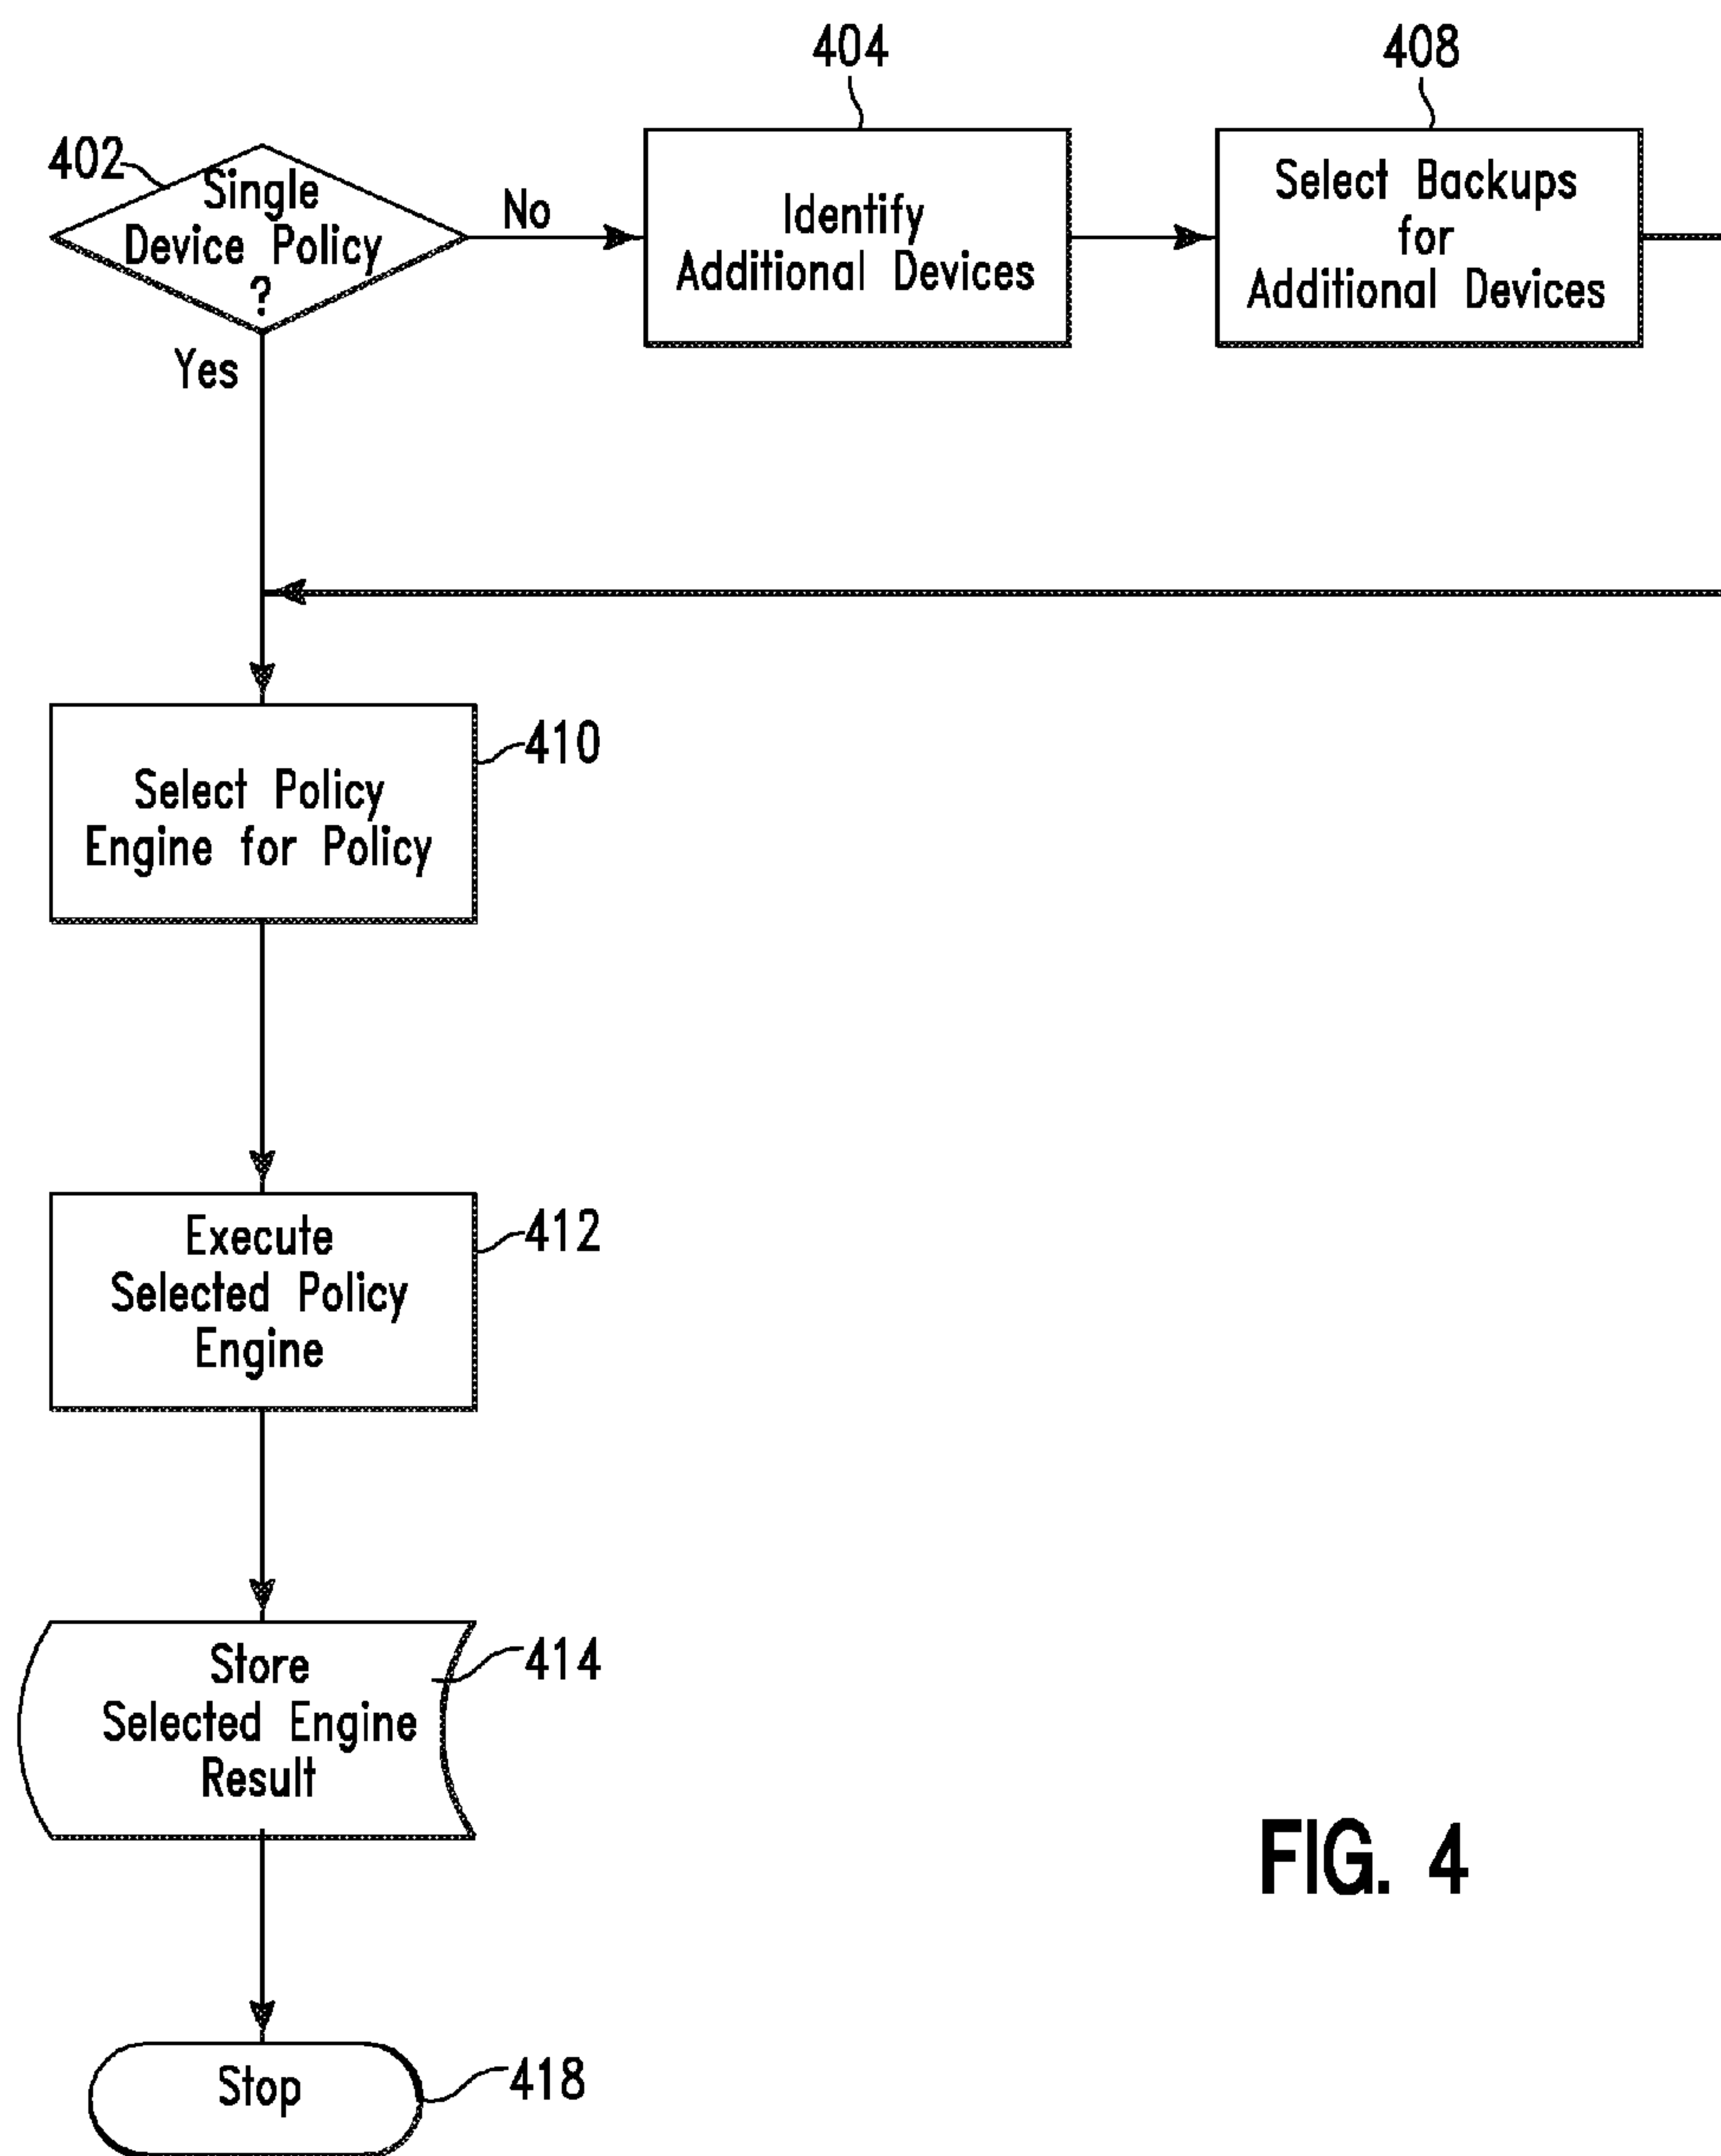 404
408
402
Single
Device Policy
?
No
Identify
Additional Devices
Select Backups
for
Additional Devices
Yes
410
Select Policy
Engine for Policy
412
Execute
Selected Policy
Engine
414
Store
Selected Engine
Result
FIG. 4
Stop
418